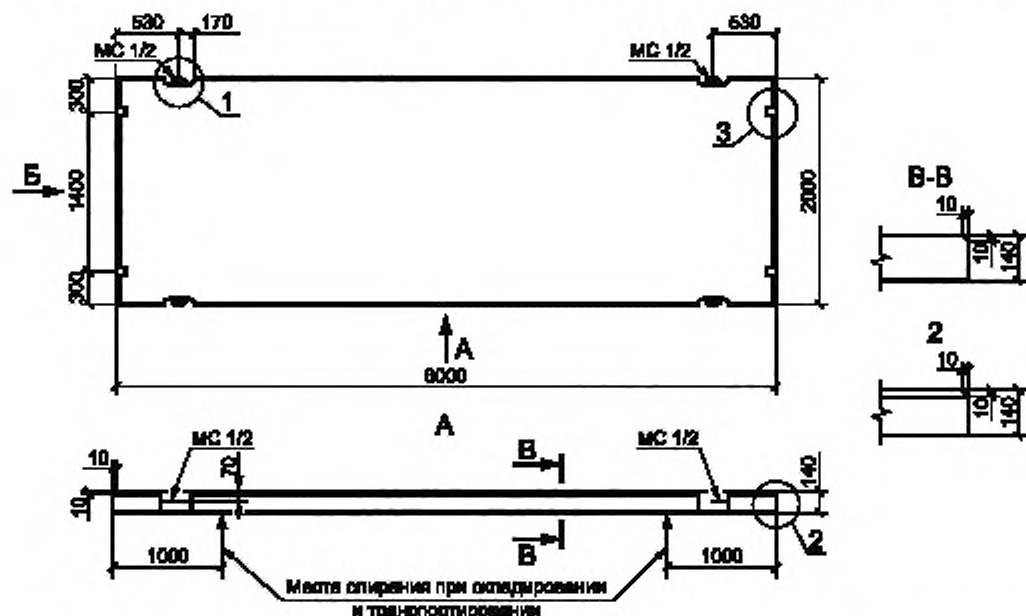 530 170 530
МС 1/2 МС 1/2
300 1 3
Б 1400 2000
300
А
6000
В-В
10
10 140
2
10
10 140
А
МС 1/2 В МС 1/2
10 70 140
10
1000 В 1000 2
Места опирания при складировании
и транспортировании